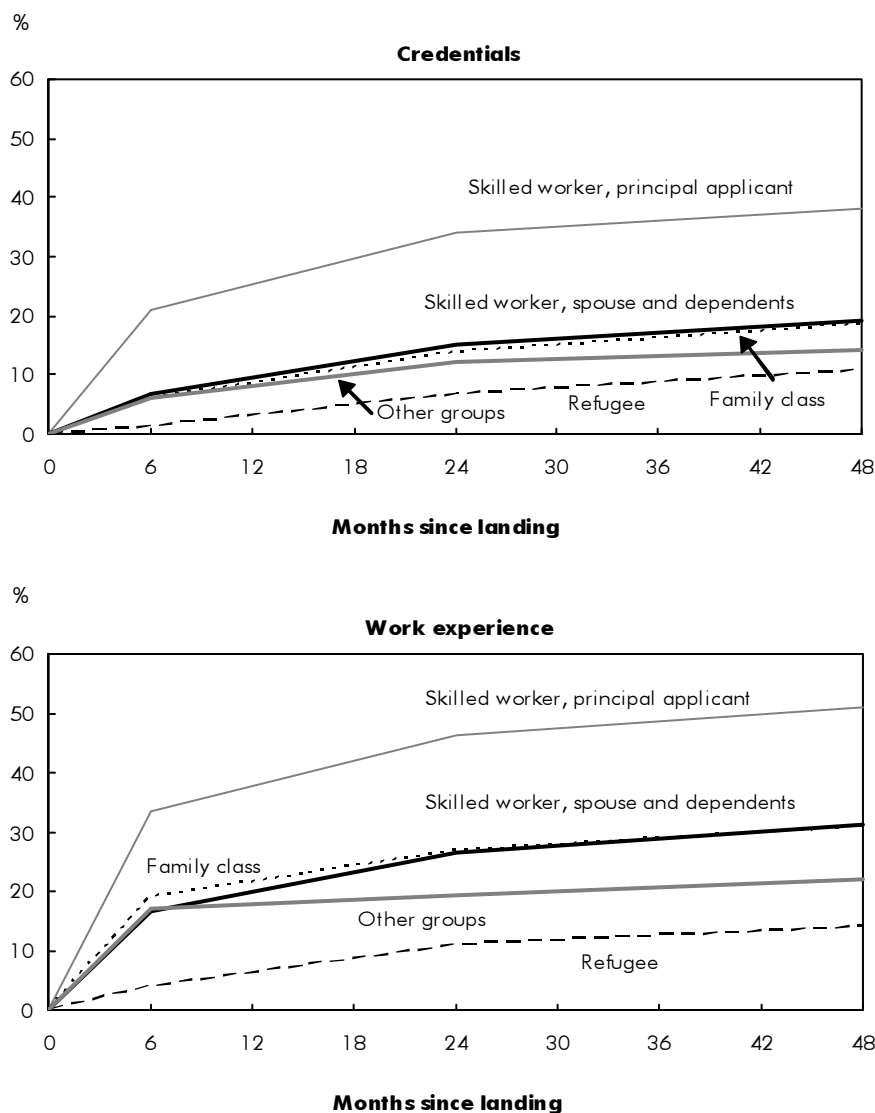 %
Credentials
60
50
40
Skilled worker, principal applicant
30
Skilled worker, spouse and dependents
20
10
Other groups
Refugee
Family class
0
0 6 12 18 24 30 36 42 48
Months since landing
%
Work experience
60
Skilled worker, principal applicant
50
40
Skilled worker, spouse and dependents
30
Family class
20
Other groups
10
Refugee
0
0 6 12 18 24 30 36 42 48
Months since landing